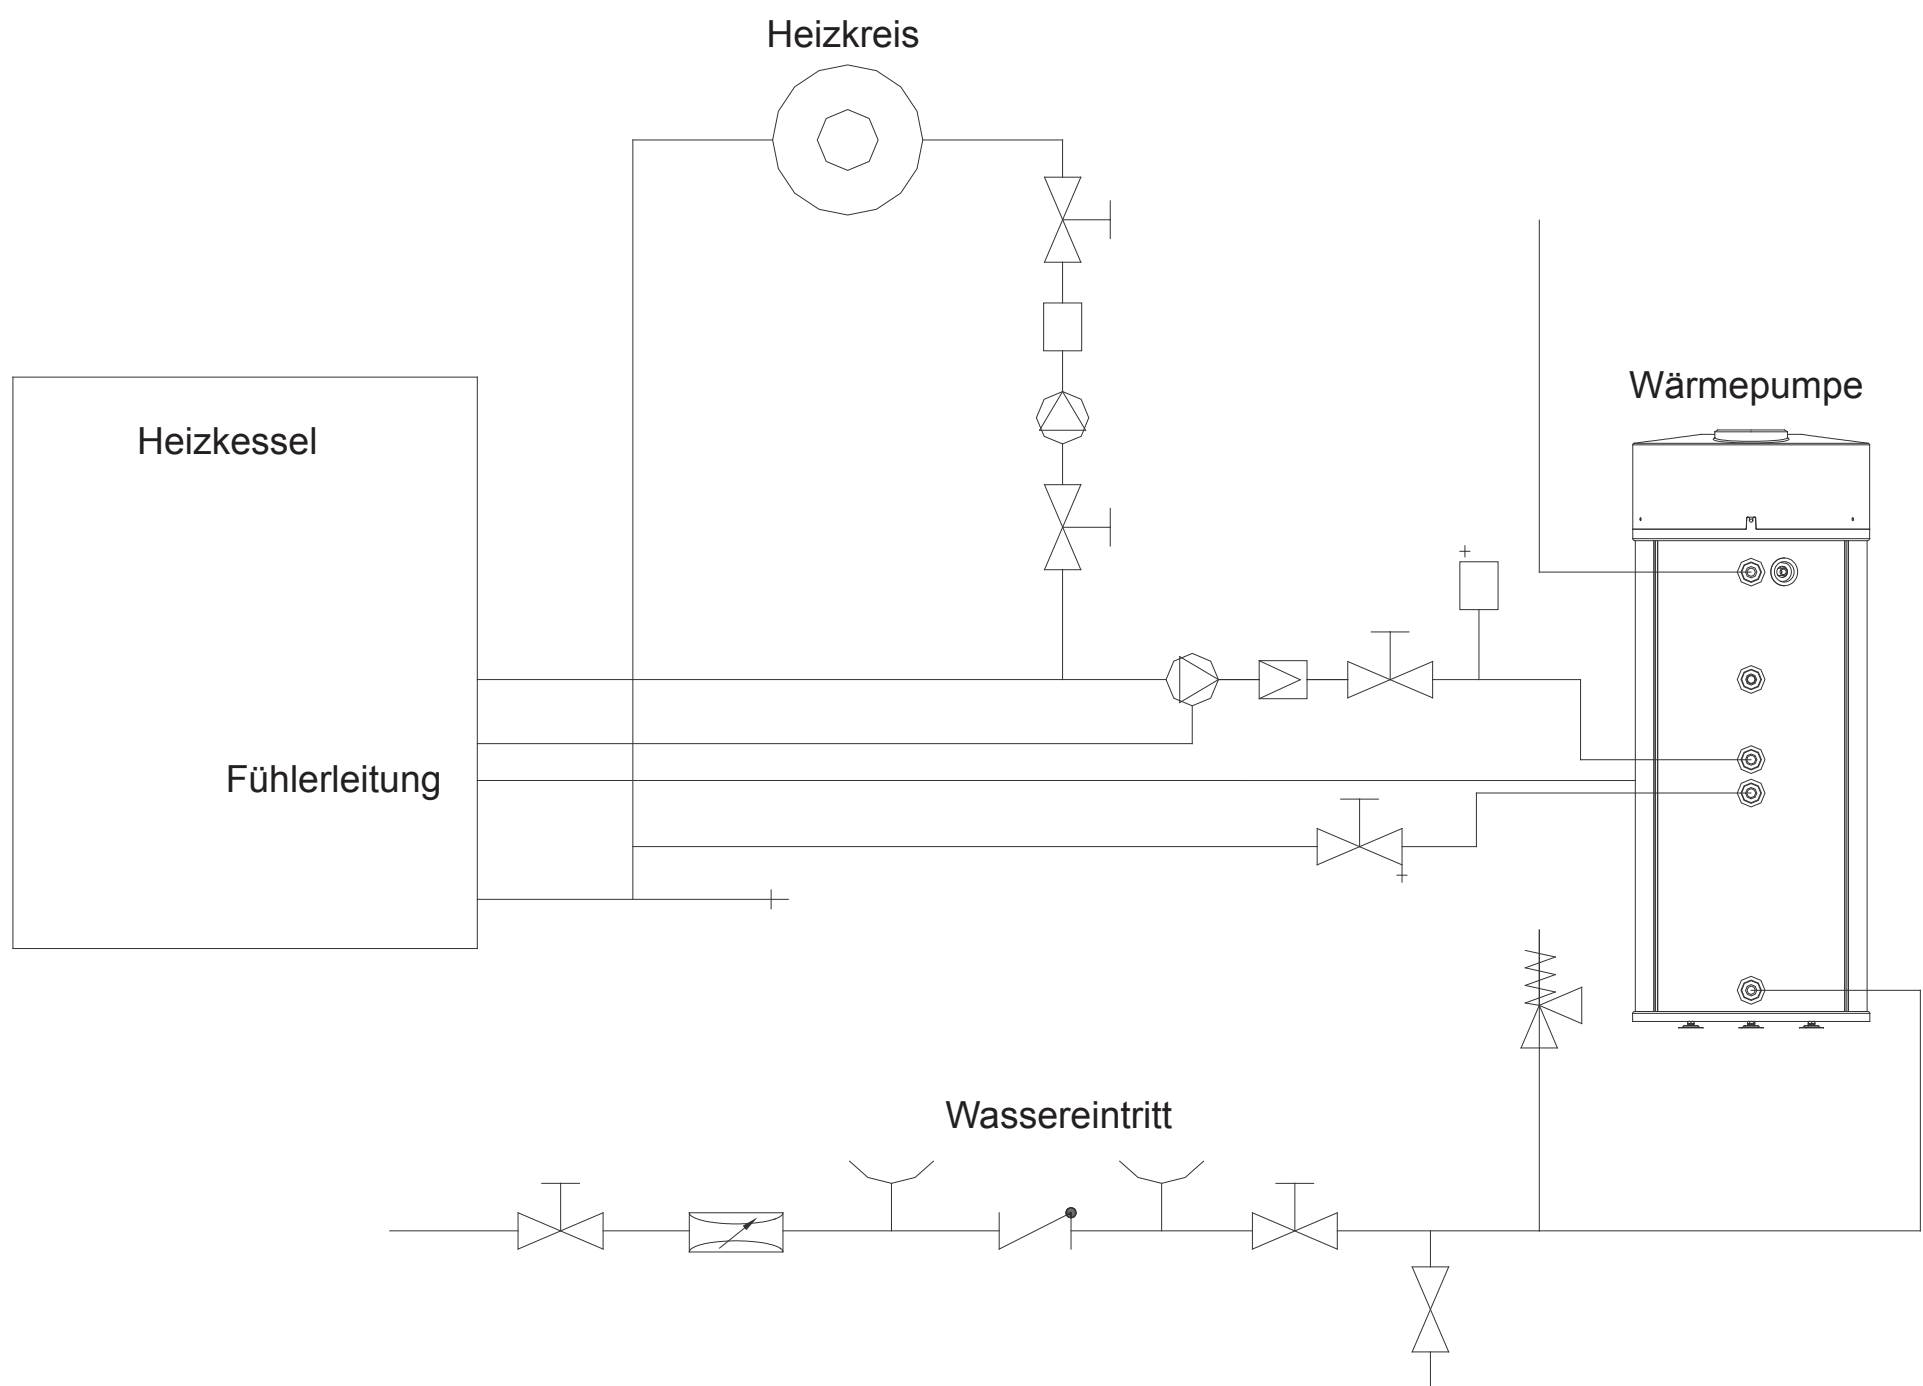 Heizkreis
Wärmepumpe
Heizkessel
Fühlerleitung
Wassereintritt